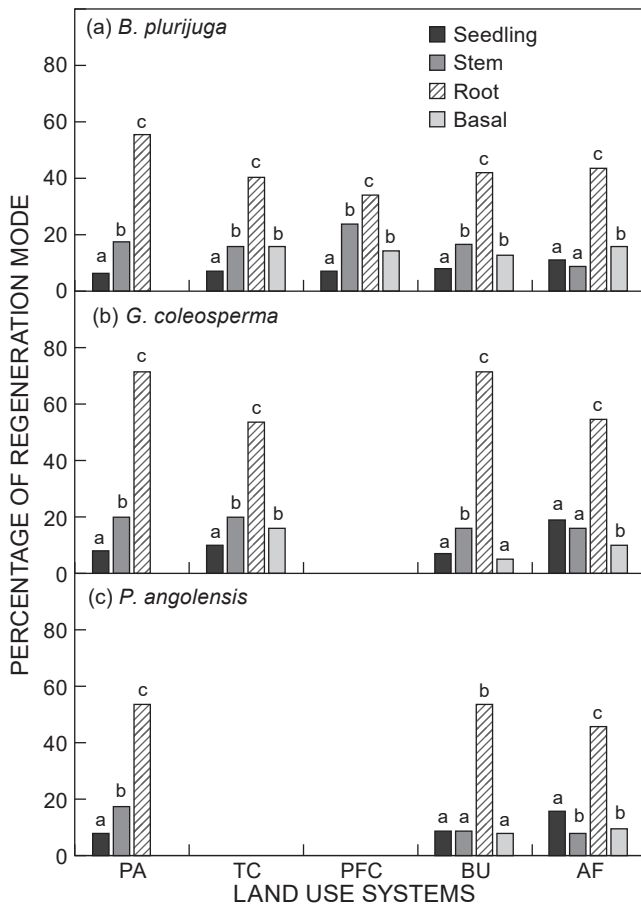 (a) B. plurijuga
Seedling
Stem
Root
Basal
80
60
40
20
0
a b c
a b c b
a b c b
a b c b
a a c b
(b) G. coleosperma
80
60
40
20
0
a b c
a b c b
a b c a
a a c b
(c) P. angolensis
80
60
40
20
0
a b c
a a b a
a b c b
PA TC PFC BU AF
LAND USE SYSTEMS
PERCENTAGE OF REGENERATION MODE